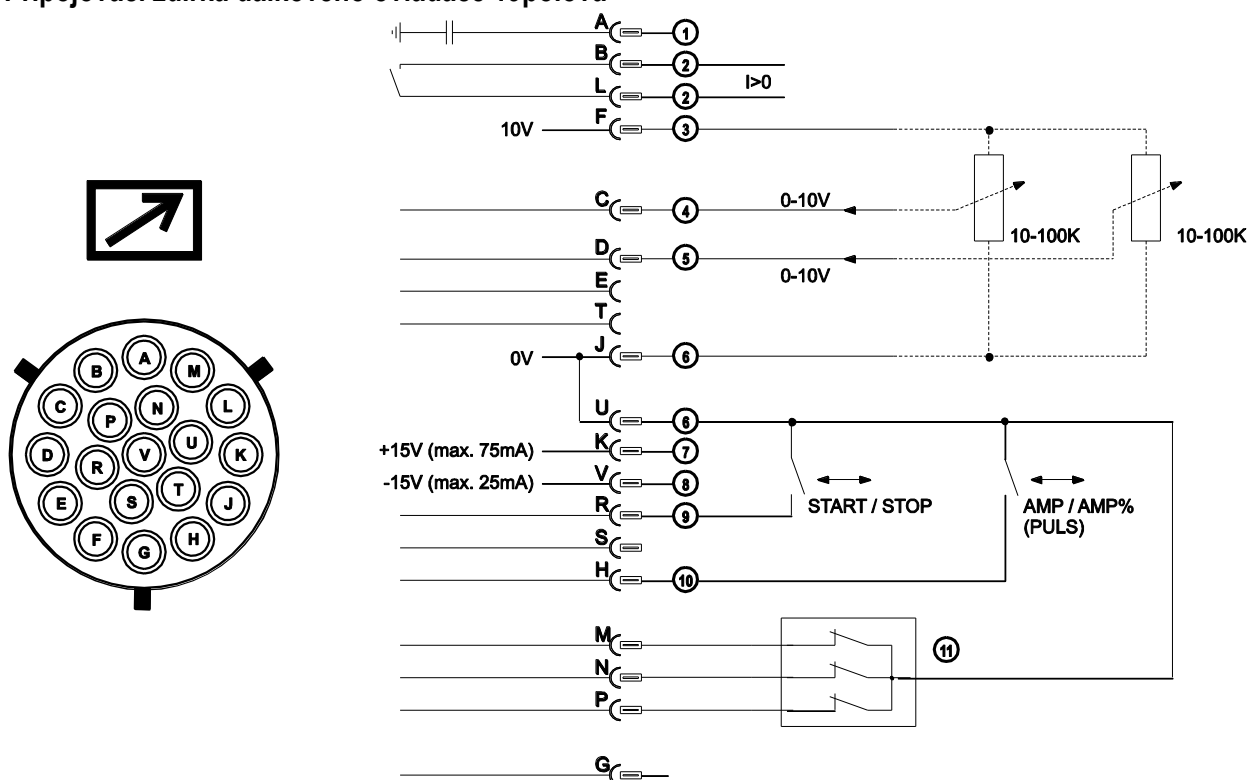 A
1
B
2
L
2
I>0
F
10V
3
C
4
0-10V
10-100K
10-100K
D
5
0-10V
E
T
J
0V
6
U
6
K
+15V (max. 75mA)
7
V
-15V (max. 25mA)
8
R
9
START / STOP
AMP / AMP%
(PULS)
S
H
10
M
11
N
P
G
A
B
M
C
N
L
P
U
D
V
K
R
T
E
S
J
F
H
G